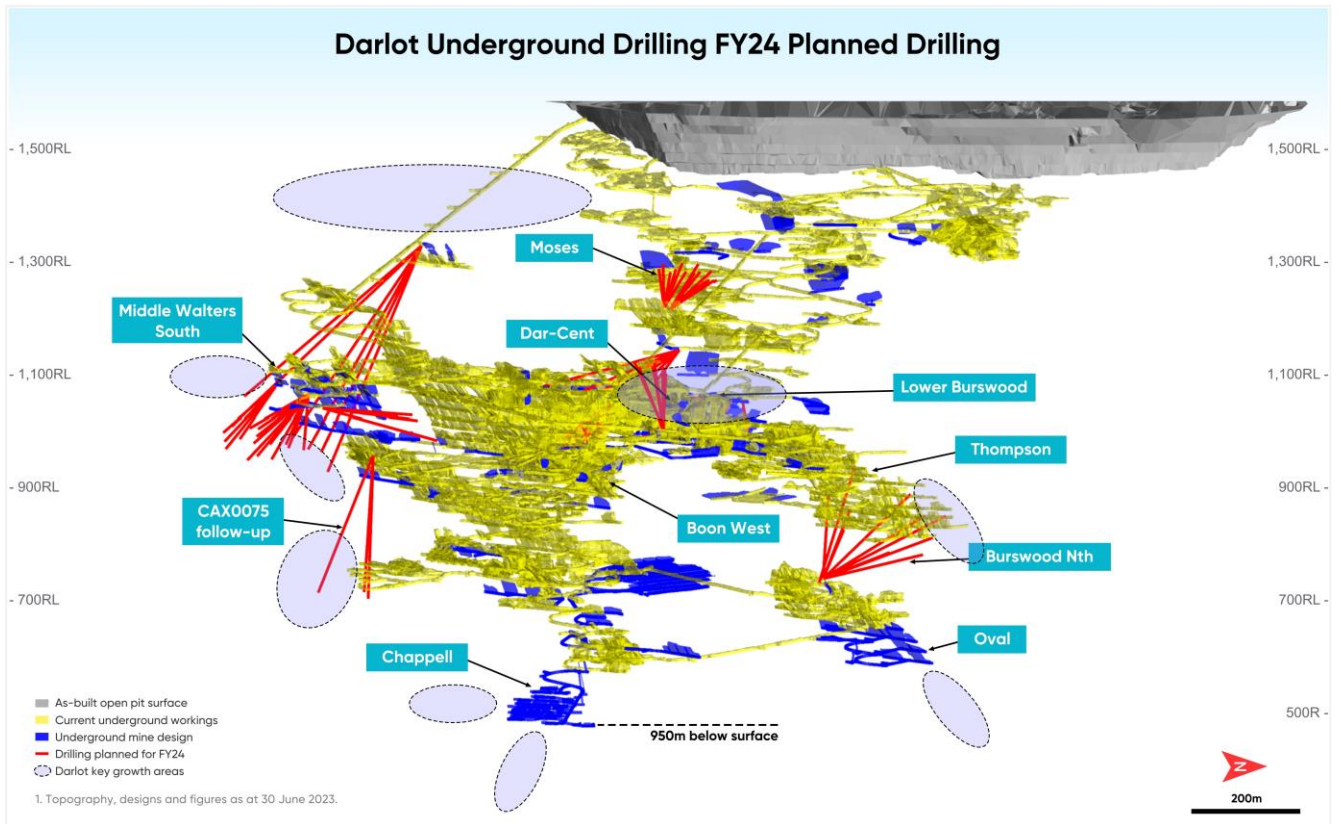 Darlot Underground Drilling FY24 Planned Drilling
- 1,500RL
1,500RL -
- 1,300RL
Moses
1,300RL -
Middle Walters
South
Dar-Cent
- 1,100RL
1,100RL -
Lower Burswood
Thompson
- 900RL
900RL -
CAX0075
follow-up
Boon West
Burswood Nth
- 700RL
700RL -
Chappell
Oval
500R -
950m below surface
As-built open pit surface
Current underground workings
Underground mine design
Drilling planned for FY24
Darlot key growth areas
1. Topography, designs and figures as at 30 June 2023.
N
200m